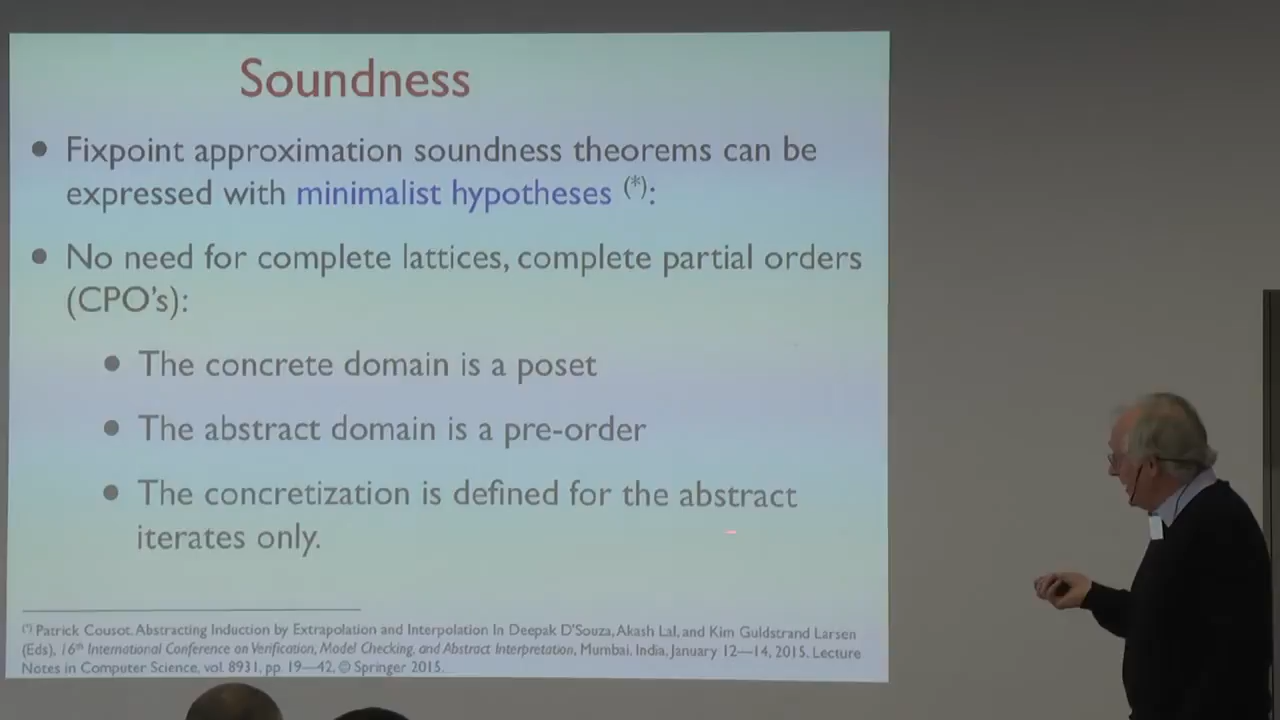 Soundness
• Fixpoint approximation soundness theorems can be
expressed with minimalist hypotheses (*):
• No need for complete lattices, complete partial orders
(CPO's):
• The concrete domain is a poset
• The abstract domain is a pre-order
• The concretization is defined for the abstract
iterates only.
(*) Patrick Cousot. Abstracting Induction by Extrapolation and Interpolation In Deepak D'Souza, Akash Lal, and Kim Guldstrand Larsen
(Eds), 16th International Conference on Verification, Model Checking, and Abstract Interpretation, Mumbai, India, January 12—14, 2015. Lecture
Notes in Computer Science, vol. 8931, pp. 19—42, © Springer 2015.